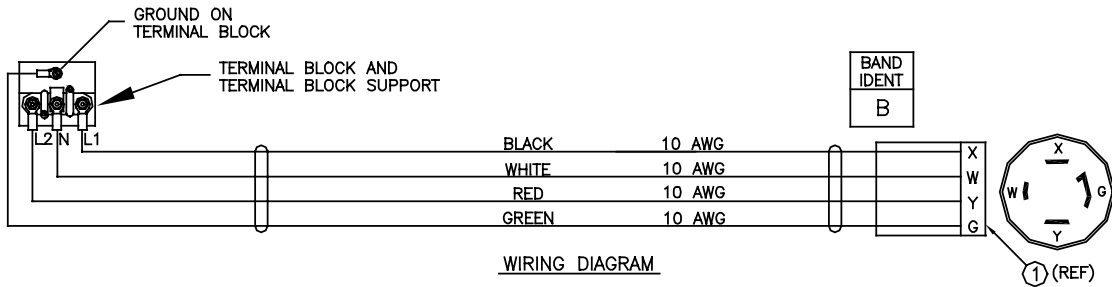 GROUND ON
TERMINAL BLOCK
TERMINAL BLOCK AND
TERMINAL BLOCK SUPPORT
BAND
IDENT
B
L2 N L1
BLACK 10 AWG X
WHITE 10 AWG W
RED 10 AWG Y
GREEN 10 AWG G
X
W G
Y
WIRING DIAGRAM
1 (REF)